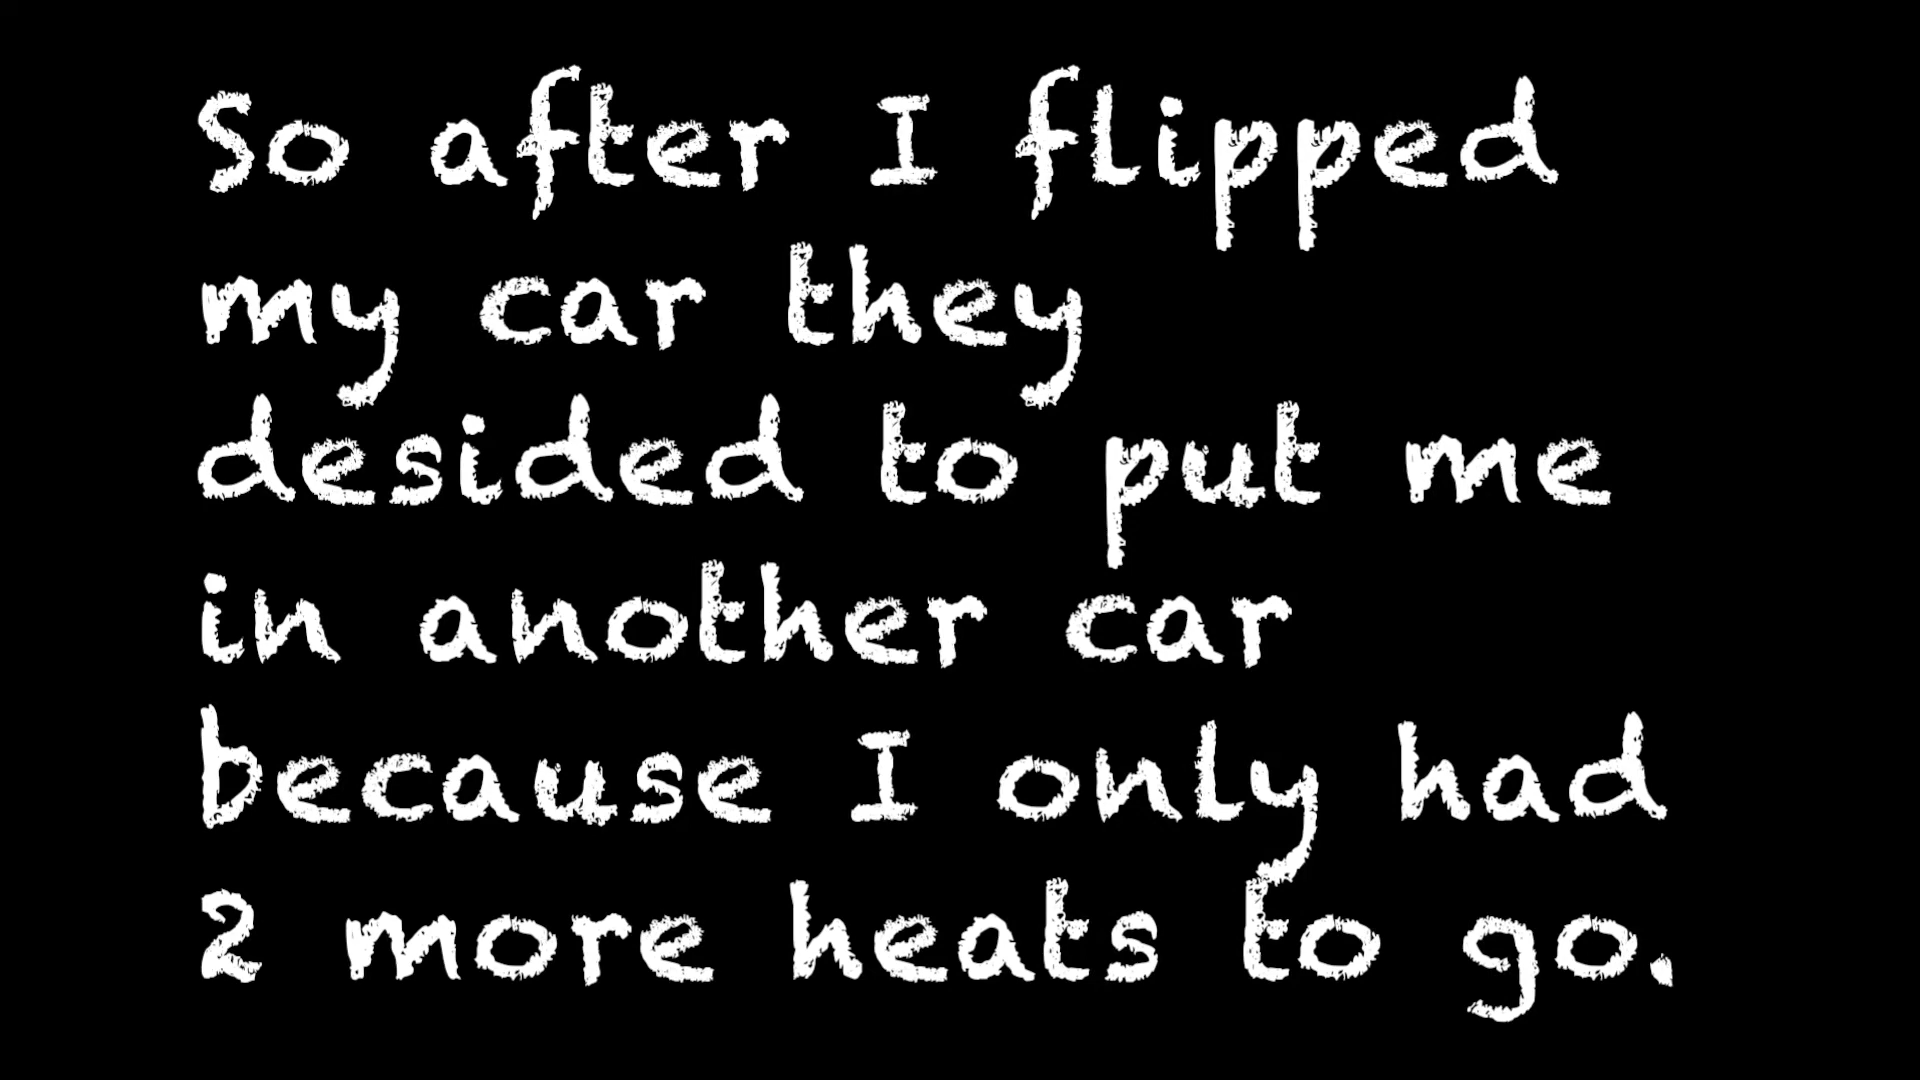 So after I flipped
my car they
desided to put me
in another car
because I only had
2 more heats to go.